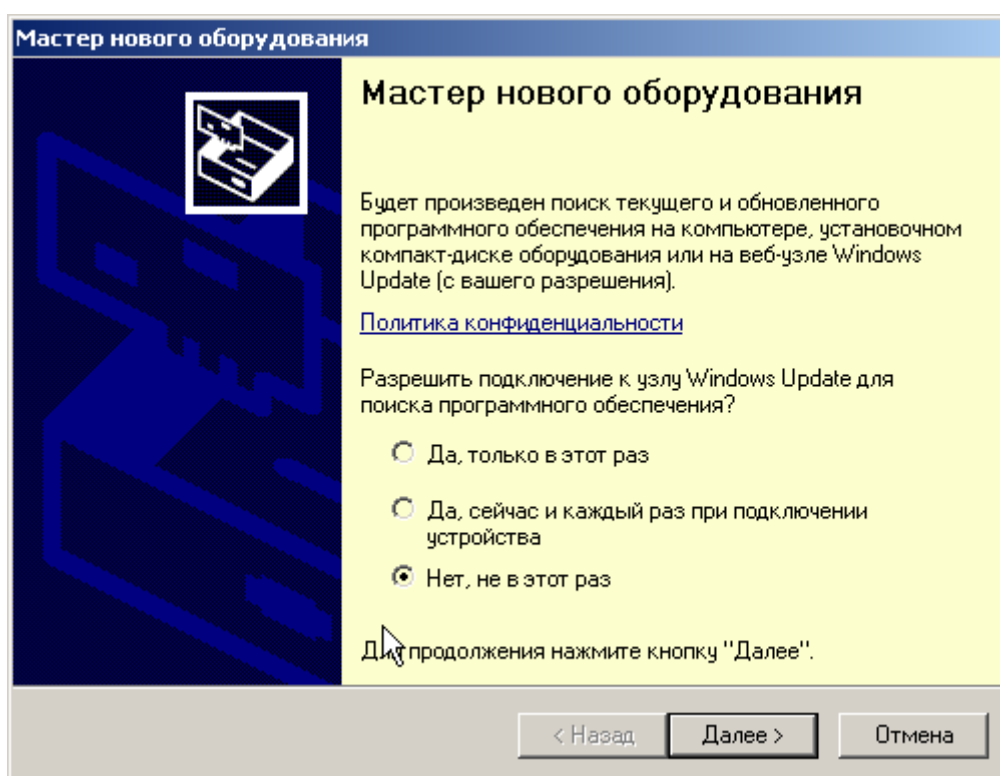 Мастер нового оборудования
Мастер нового оборудования
Будет произведен поиск текущего и обновленного
программного обеспечения на компьютере, установочном
компакт-диске оборудования или на веб-узле Windows
Update (с вашего разрешения).
Политика конфиденциальности
Разрешить подключение к узлу Windows Update для
поиска программного обеспечения?
Да, только в этот раз
Да, сейчас и каждый раз при подключении
устройства
Нет, не в этот раз
Для продолжения нажмите кнопку "Далее".
< Назад
Далее >
Отмена